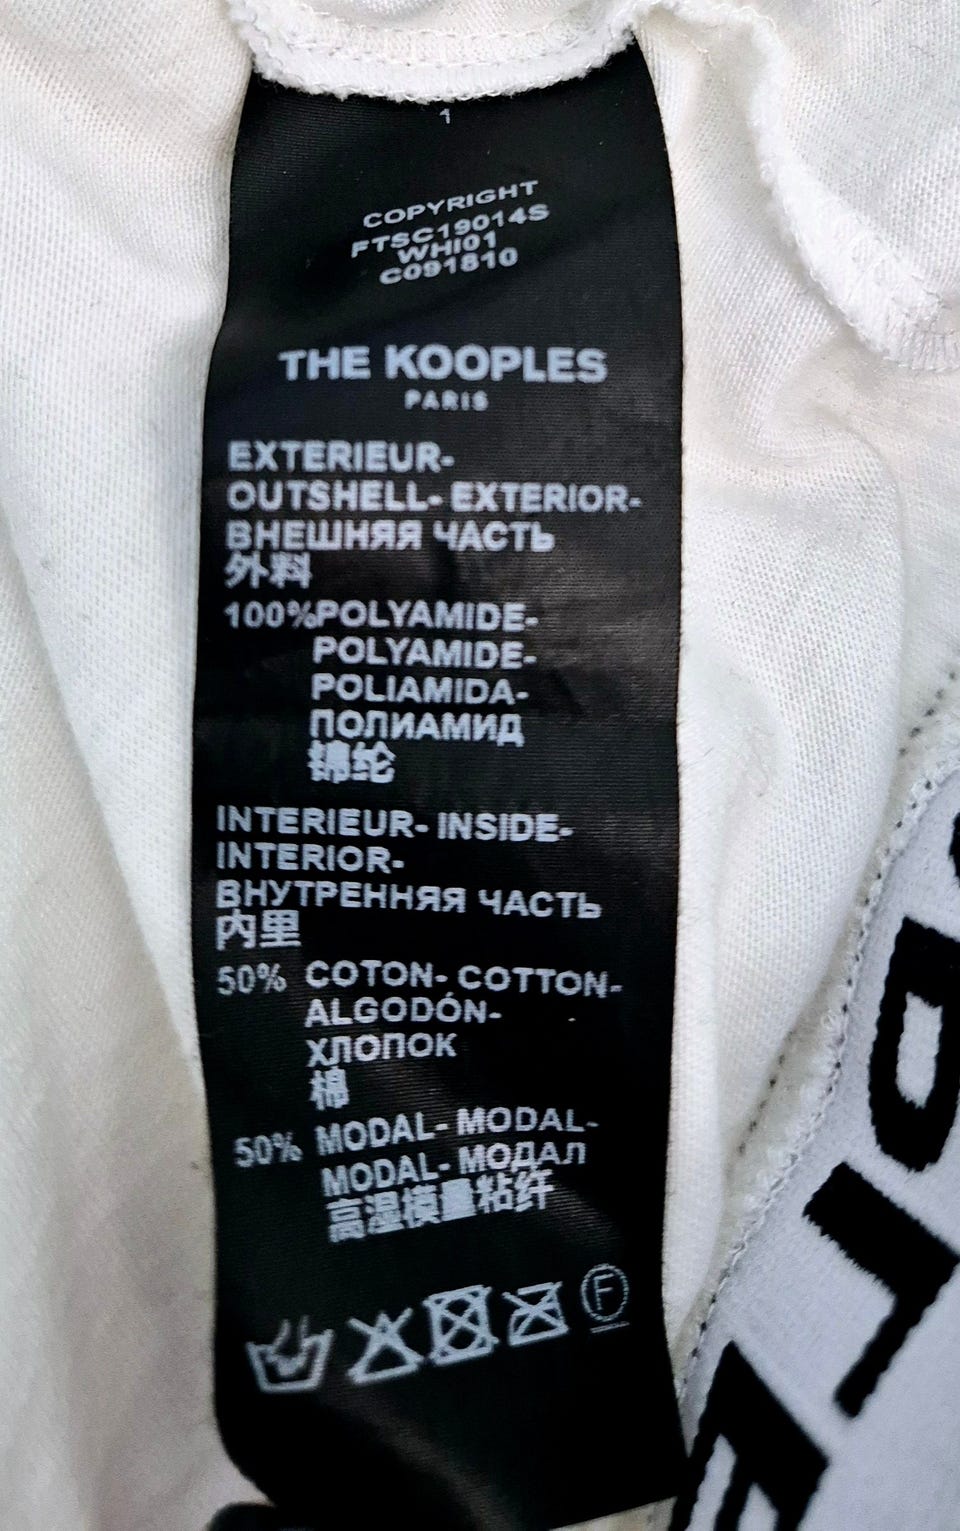 1
COPYRIGHT
FTSC19014S
WHI01
C091810
THE KOOPLES
PARIS
EXTERIEUR-
OUTSHELL- EXTERIOR-
ВНЕШНЯЯ ЧАСТЬ
外料
100%POLYAMIDE-
POLYAMIDE-
POLIAMIDA-
ПОЛИАМИД
锦纶
INTERIEUR- INSIDE-
INTERIOR-
ВНУТРЕННЯЯ ЧАСТЬ
内里
50% COTON- COTTON-
ALGODÓN-
ХЛОПОК
棉
50% MODAL- MODAL-
MODAL- МОДАЛ
高湿模量粘纤
F